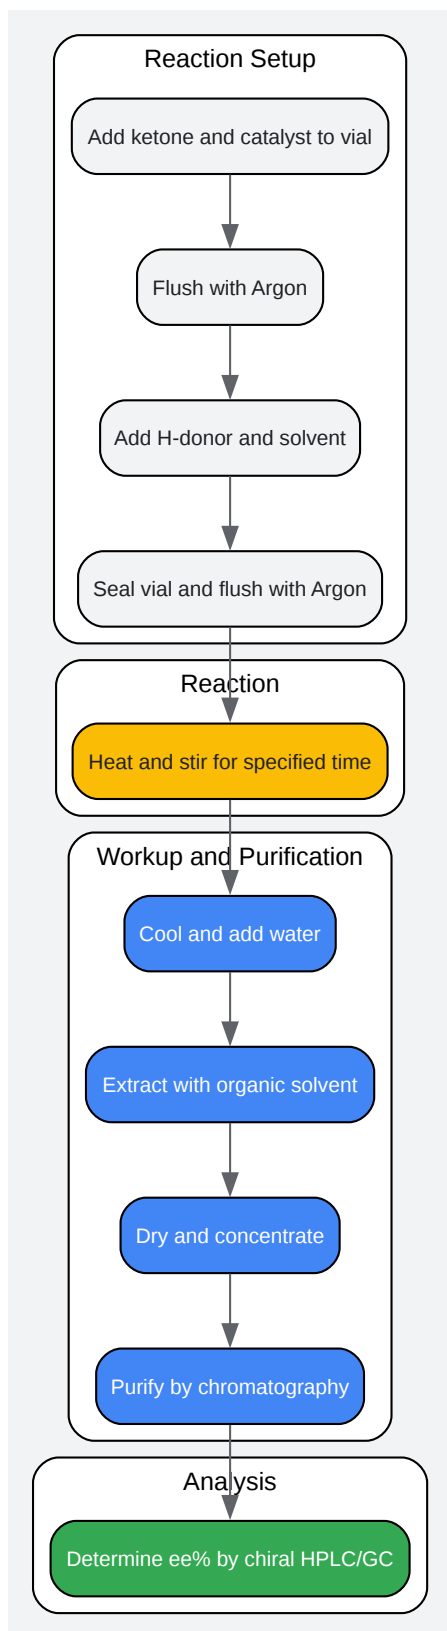 Reaction Setup
Add ketone and catalyst to vial
Flush with Argon
Add H-donor and solvent
Seal vial and flush with Argon
Reaction
Heat and stir for specified time
Workup and Purification
Cool and add water
Extract with organic solvent
Dry and concentrate
Purify by chromatography
Analysis
Determine ee% by chiral HPLC/GC